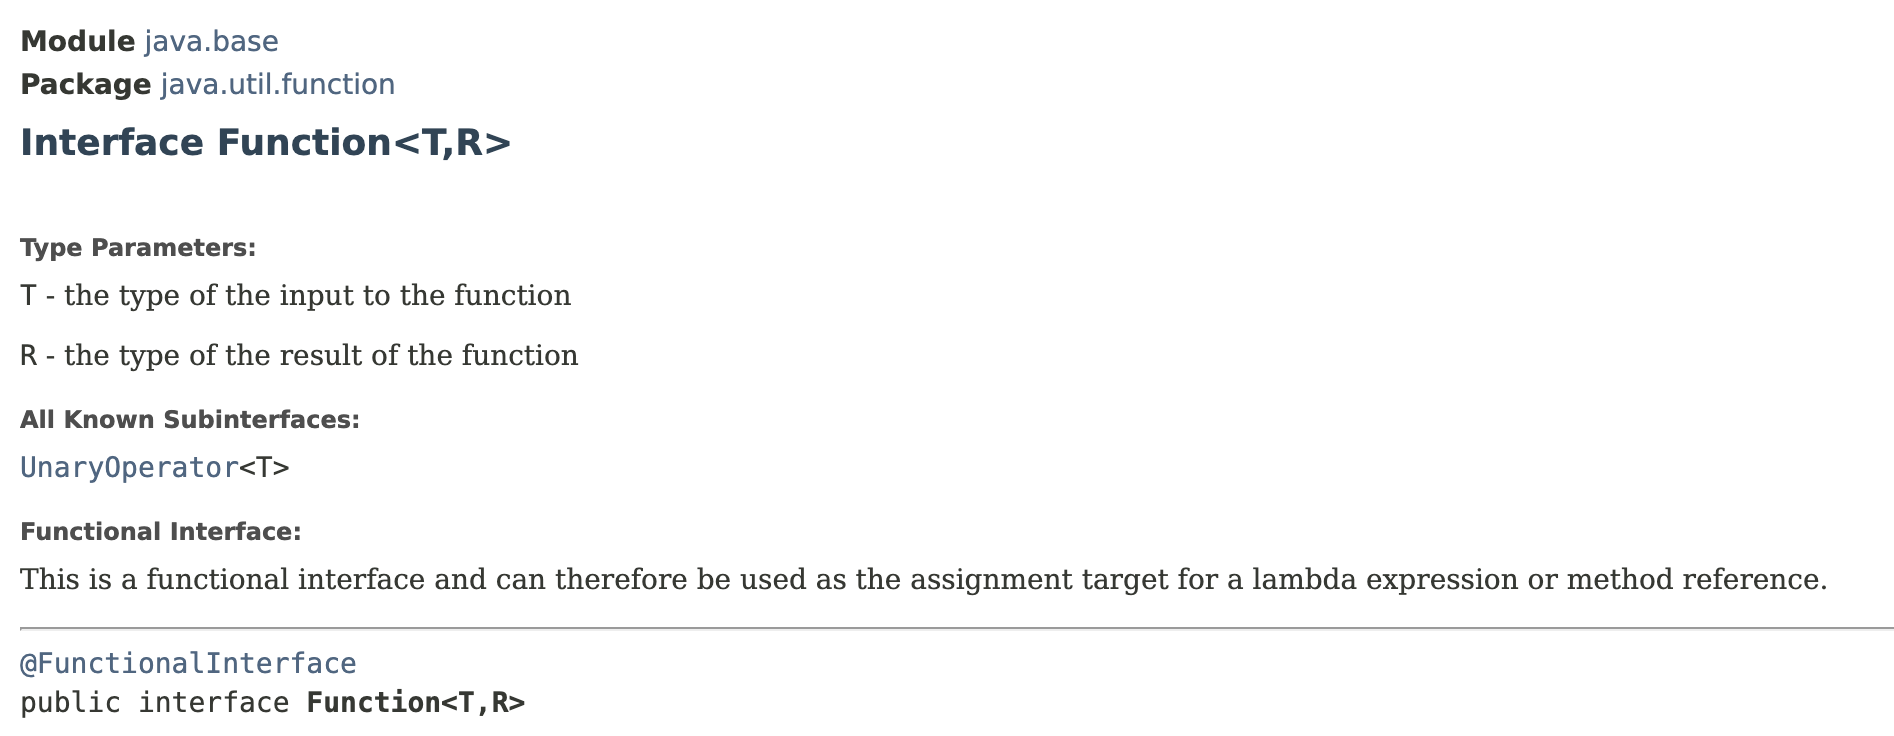 Module java.base
Package java.util.function
Interface Function<T,R>
Type Parameters:
T - the type of the input to the function
R - the type of the result of the function
All Known Subinterfaces:
UnaryOperator<T>
Functional Interface:
This is a functional interface and can therefore be used as the assignment target for a lambda expression or method reference.
@FunctionalInterface
public interface Function<T,R>